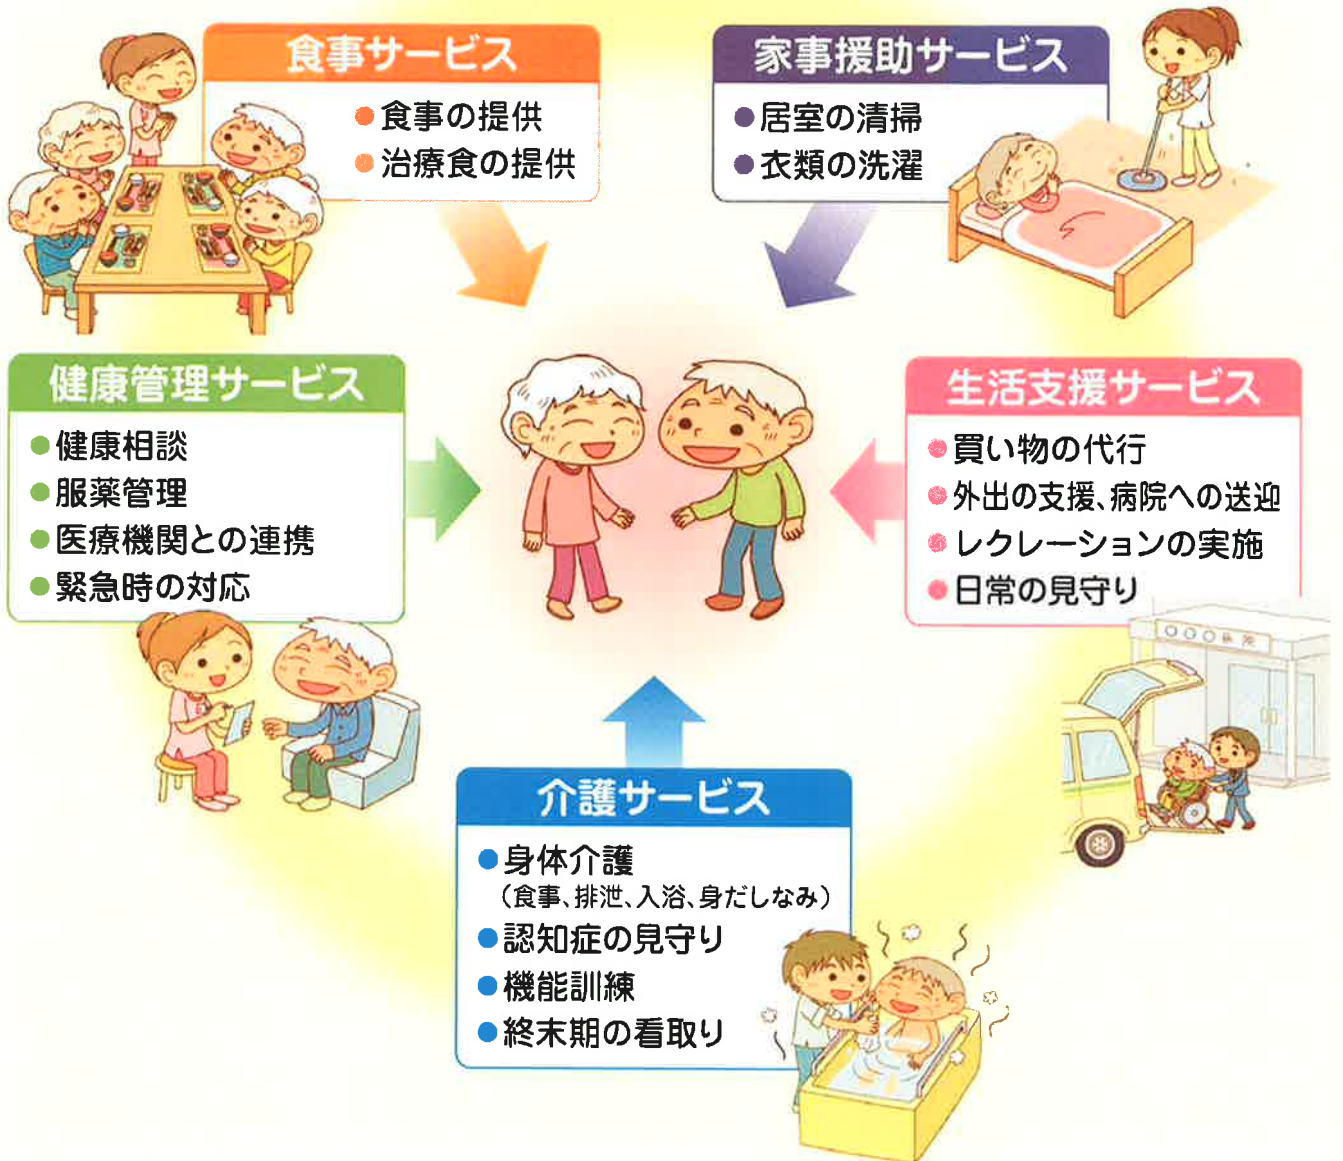 食事サービス
●食事の提供
●治療食の提供
家事援助サービス
●居室の清掃
●衣類の洗濯
健康管理サービス
●健康相談
●服薬管理
●医療機関との連携
●緊急時の対応
生活支援サービス
●買い物の代行
●外出の支援、病院への送迎
●レクレーションの実施
●日常の見守り
〇〇〇病院
介護サービス
●身体介護
（食事、排泄、入浴、身だしなみ）
●認知症の見守り
●機能訓練
●終末期の看取り